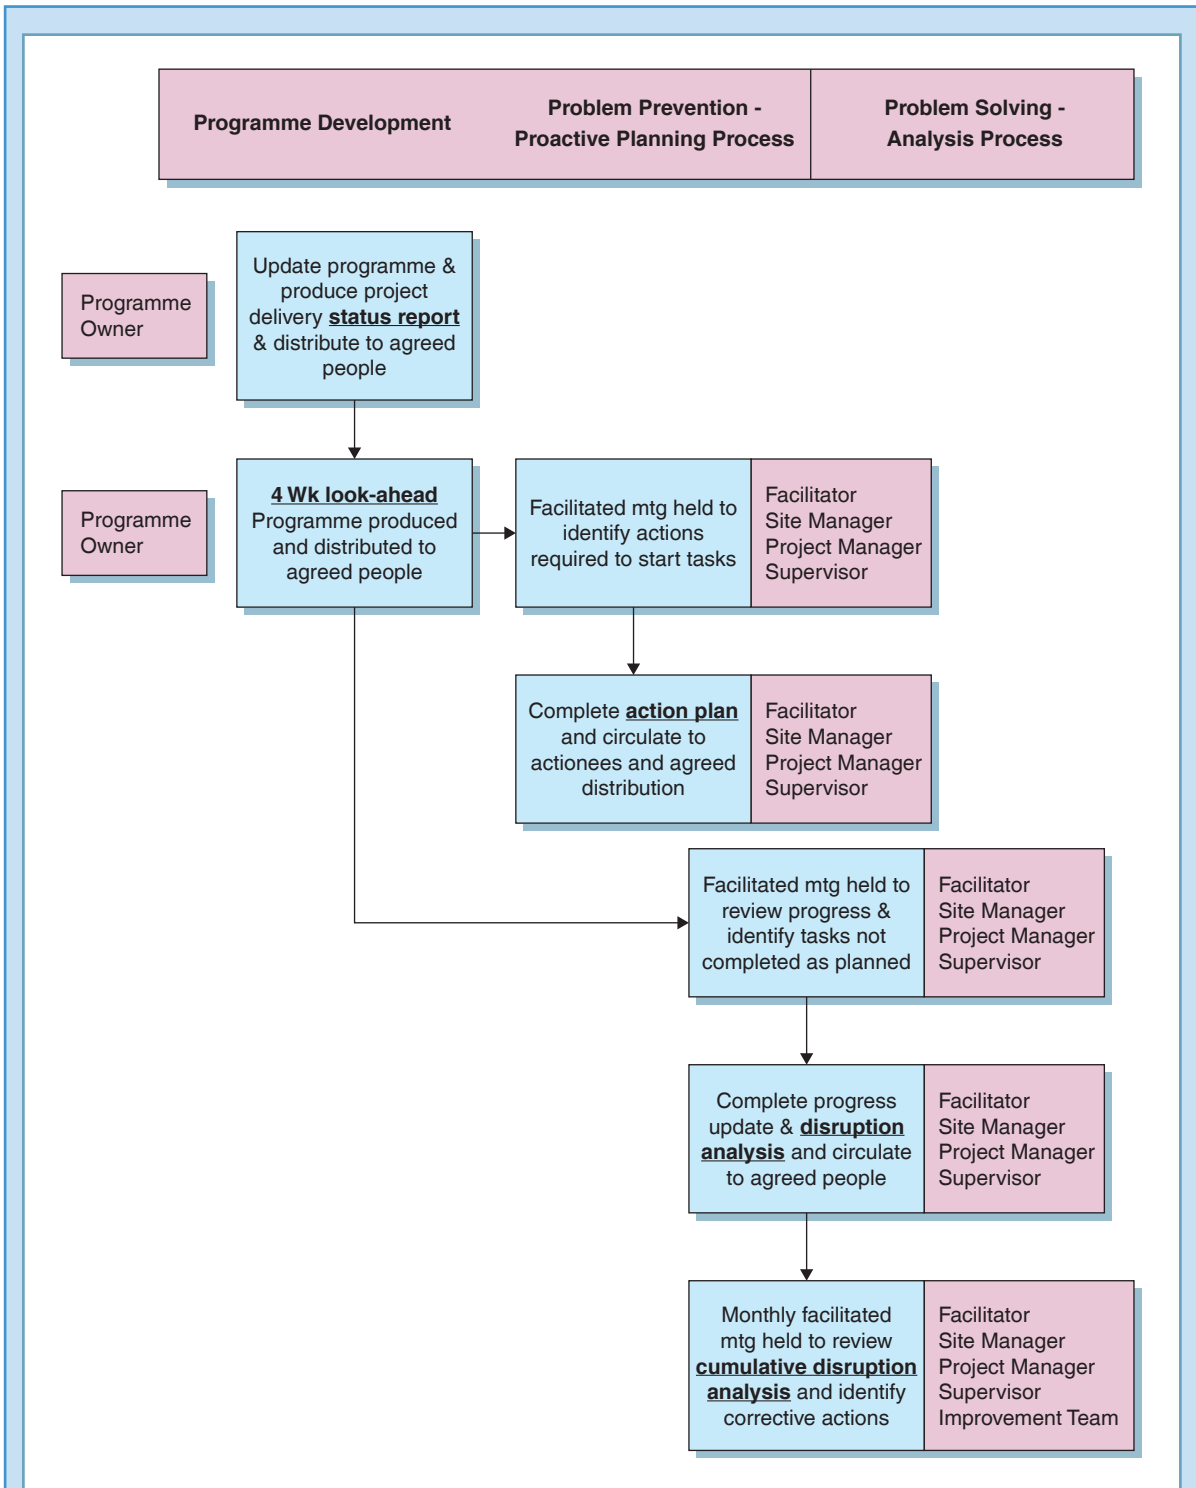 Programme Development
Problem Prevention -
Proactive Planning Process
Problem Solving -
Analysis Process
Programme
Owner
Update programme &
produce project
delivery status report
& distribute to agreed
people
Programme
Owner
4 Wk look-ahead
Programme produced
and distributed to
agreed people
Facilitated mtg held to
identify actions
required to start tasks
Facilitator
Site Manager
Project Manager
Supervisor
Complete action plan
and circulate to
actionees and agreed
distribution
Facilitator
Site Manager
Project Manager
Supervisor
Facilitated mtg held to
review progress &
identify tasks not
completed as planned
Facilitator
Site Manager
Project Manager
Supervisor
Complete progress
update & disruption
analysis and circulate
to agreed people
Facilitator
Site Manager
Project Manager
Supervisor
Monthly facilitated
mtg held to review
cumulative disruption
analysis and identify
corrective actions
Facilitator
Site Manager
Project Manager
Supervisor
Improvement Team